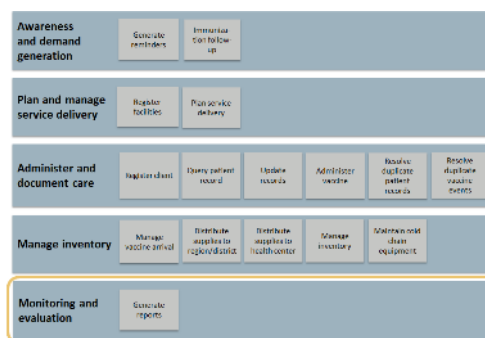 Awareness
and demand
generation
Generate
reminders
Immuniza
tion follow
up
Plan and manage
service delivery
Register
facilities
Plan service
delivery
Administer and
document care
Register client
Query patient
record
Update
records
Administer
vaccine
Resolve
duplicate
patient
records
Resolve
duplicate
vaccine
events
Manage inventory
Manage
vaccine arrival
Distribute
supplies to
region/district
Distribute
supplies to
health center
Manage
inventory
Maintain cold
chain
equipment
Monitoring and
evaluation
Generate
reports